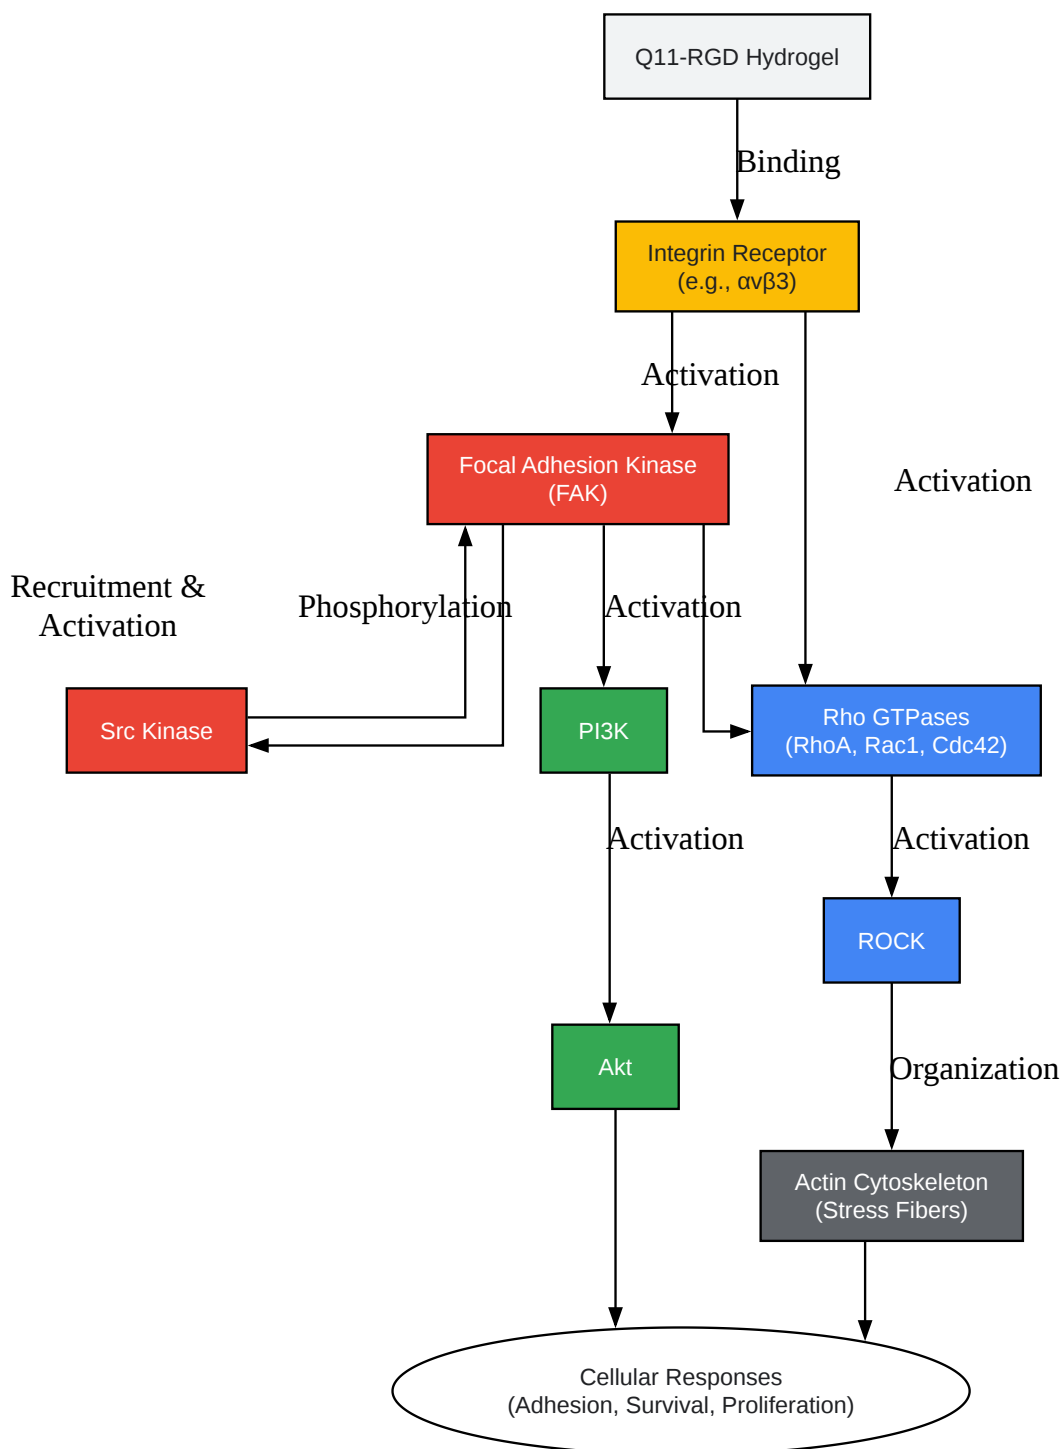 Q11-RGD Hydrogel
Binding
Integrin Receptor
(e.g., αvβ3)
Activation
Focal Adhesion Kinase
(FAK)
Activation
Recruitment &
Activation
Phosphorylation
Activation
Src Kinase
PI3K
Rho GTPases
(RhoA, Rac1, Cdc42)
Activation
Activation
ROCK
Akt
Organization
Actin Cytoskeleton
(Stress Fibers)
Cellular Responses
(Adhesion, Survival, Proliferation)